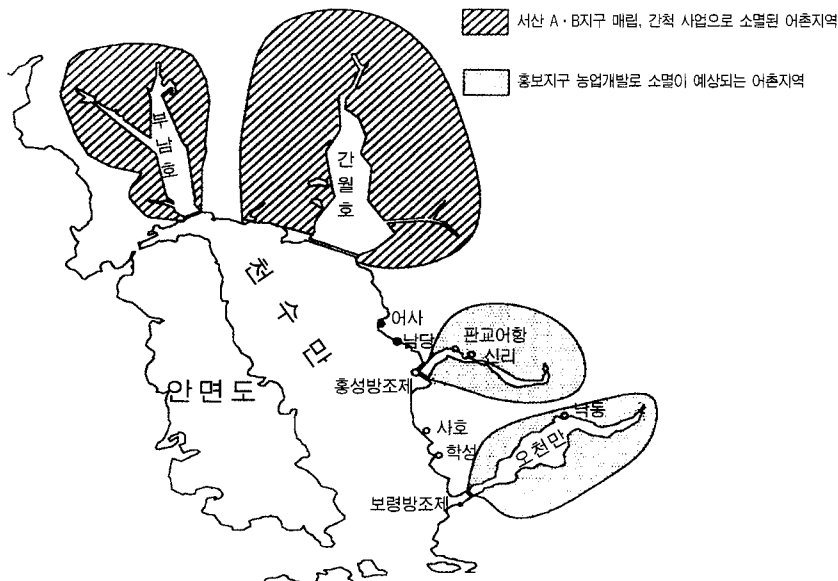 서산 A·B지구 매립, 간척 사업으로 소멸된 어촌지역
홍보지구 농업개발로 소멸이 예상되는 어촌지역
부남호
간월호
천수만
어사
남당
판교어항
신리
홍성방조제
안면도
사호
학성
낙동
오천만
보령방조제